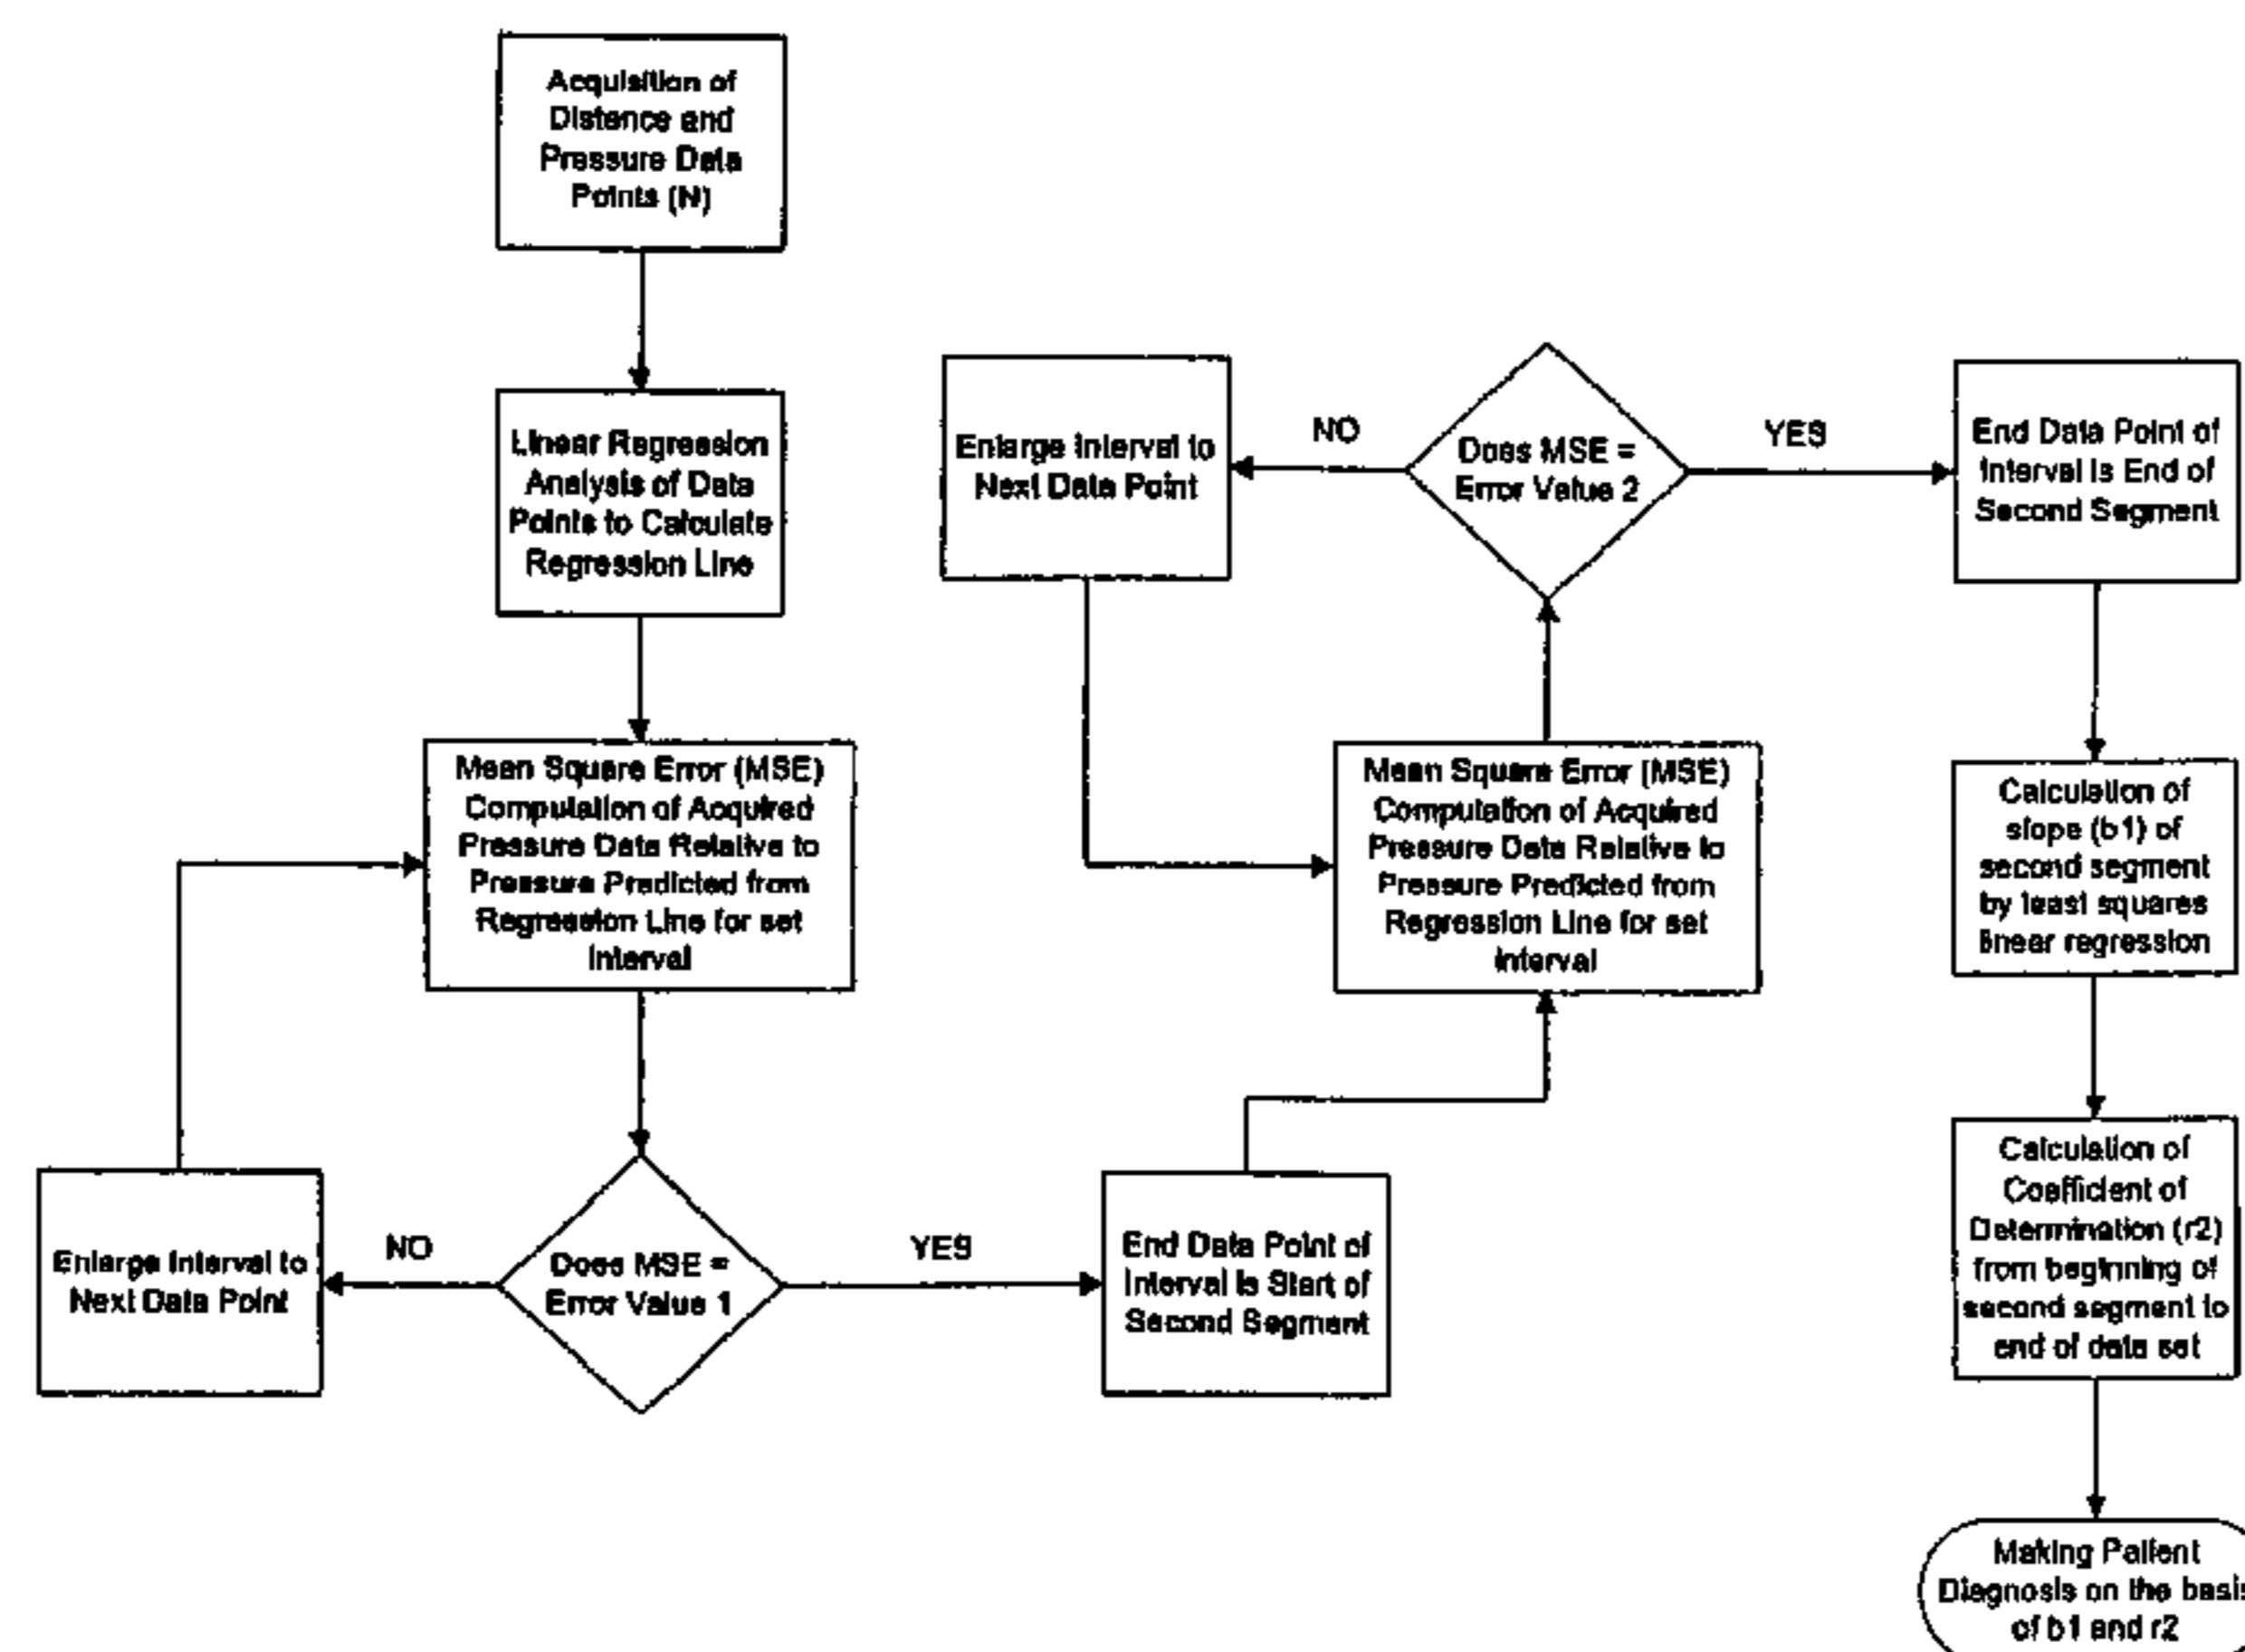 Acquisition of
Distance and
Pressure Data
Points (N)
Linear Regression
Analysis of Data
Points to Calculate
Regression Line
Mean Square Error (MSE)
Computation of Acquired
Pressure Data Relative to
Pressure Predicted from
Regression Line for set
Interval
Does MSE =
Error Value 1
NO
Enlarge Interval to
Next Data Point
YES
End Data Point of
Interval is Start of
Second Segment
Mean Square Error (MSE)
Computation of Acquired
Pressure Data Relative to
Pressure Predicted from
Regression Line for set
interval
Does MSE =
Error Value 2
NO
Enlarge Interval to
Next Data Point
YES
End Data Point of
Interval is End of
Second Segment
Calculation of
slope (b1) of
second segment
by least squares
linear regression
Calculation of
Coefficient of
Determination (r2)
from beginning of
second segment to
end of data set
Making Patient
Diagnosis on the basis
of b1 and r2